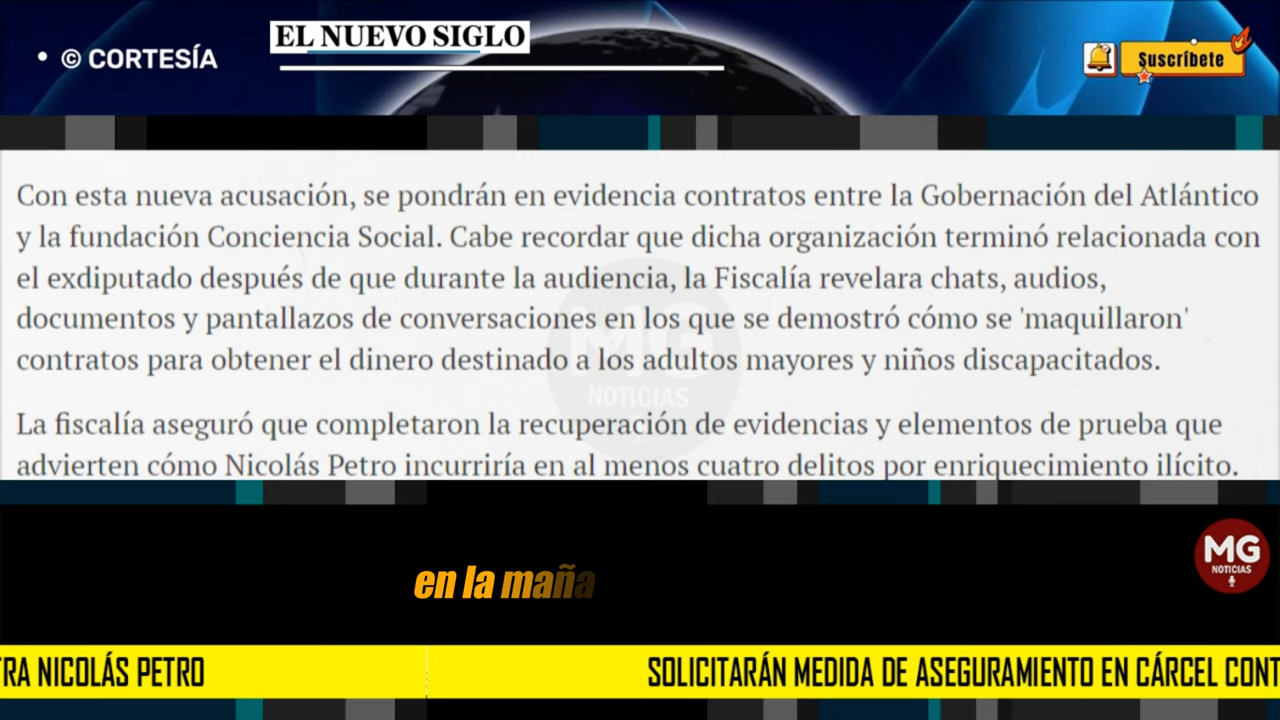 • © CORTESÍA
EL NUEVO SIGLO
Suscríbete
Con esta nueva acusación, se pondrán en evidencia contratos entre la Gobernación del Atlántico
y la fundación Conciencia Social. Cabe recordar que dicha organización terminó relacionada con
el exdiputado después de que durante la audiencia, la Fiscalía revelara chats, audios,
documentos y pantallazos de conversaciones en los que se demostró cómo se 'maquillaron'
contratos para obtener el dinero destinado a los adultos mayores y niños discapacitados.
MG
NOTICIAS
La fiscalía aseguró que completaron la recuperación de evidencias y elementos de prueba que
advierten cómo Nicolás Petro incurriría en al menos cuatro delitos por enriquecimiento ilícito.
MG
NOTICIAS
en la maña
TRA NICOLÁS PETRO
SOLICITARÁN MEDIDA DE ASEGURAMIENTO EN CÁRCEL CONT